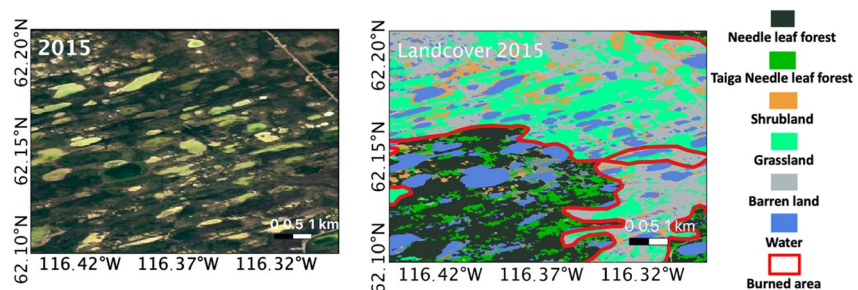 2015
62.20°N
62.15°N
62.10°N
0 0.5 1 km
116.42°W 116.37°W 116.32°W
Landcover 2015
62.20°N
62.15°N
62.10°N
0 0.5 1 km
116.42°W 116.37°W 116.32°W
Needle leaf forest
Taiga Needle leaf forest
Shrubland
Grassland
Barren land
Water
Burned area